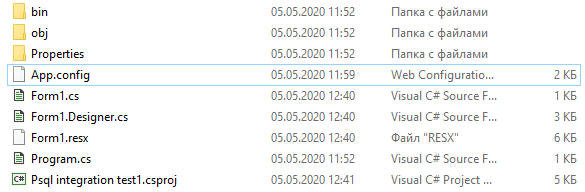 bin 05.05.2020 11:52 Папка с файлами
obj 05.05.2020 11:52 Папка с файлами
Properties 05.05.2020 11:52 Папка с файлами
App.config 05.05.2020 11:59 Web Configuratio... 2 КБ
Form1.cs 05.05.2020 12:40 Visual C# Source F... 1 КБ
Form1.Designer.cs 05.05.2020 12:40 Visual C# Source F... 3 КБ
Form1.resx 05.05.2020 12:40 Файл "RESX" 6 КБ
Program.cs 05.05.2020 11:52 Visual C# Source F... 1 КБ
C# Psql integration test1.csproj 05.05.2020 12:41 Visual C# Project ... 5 КБ